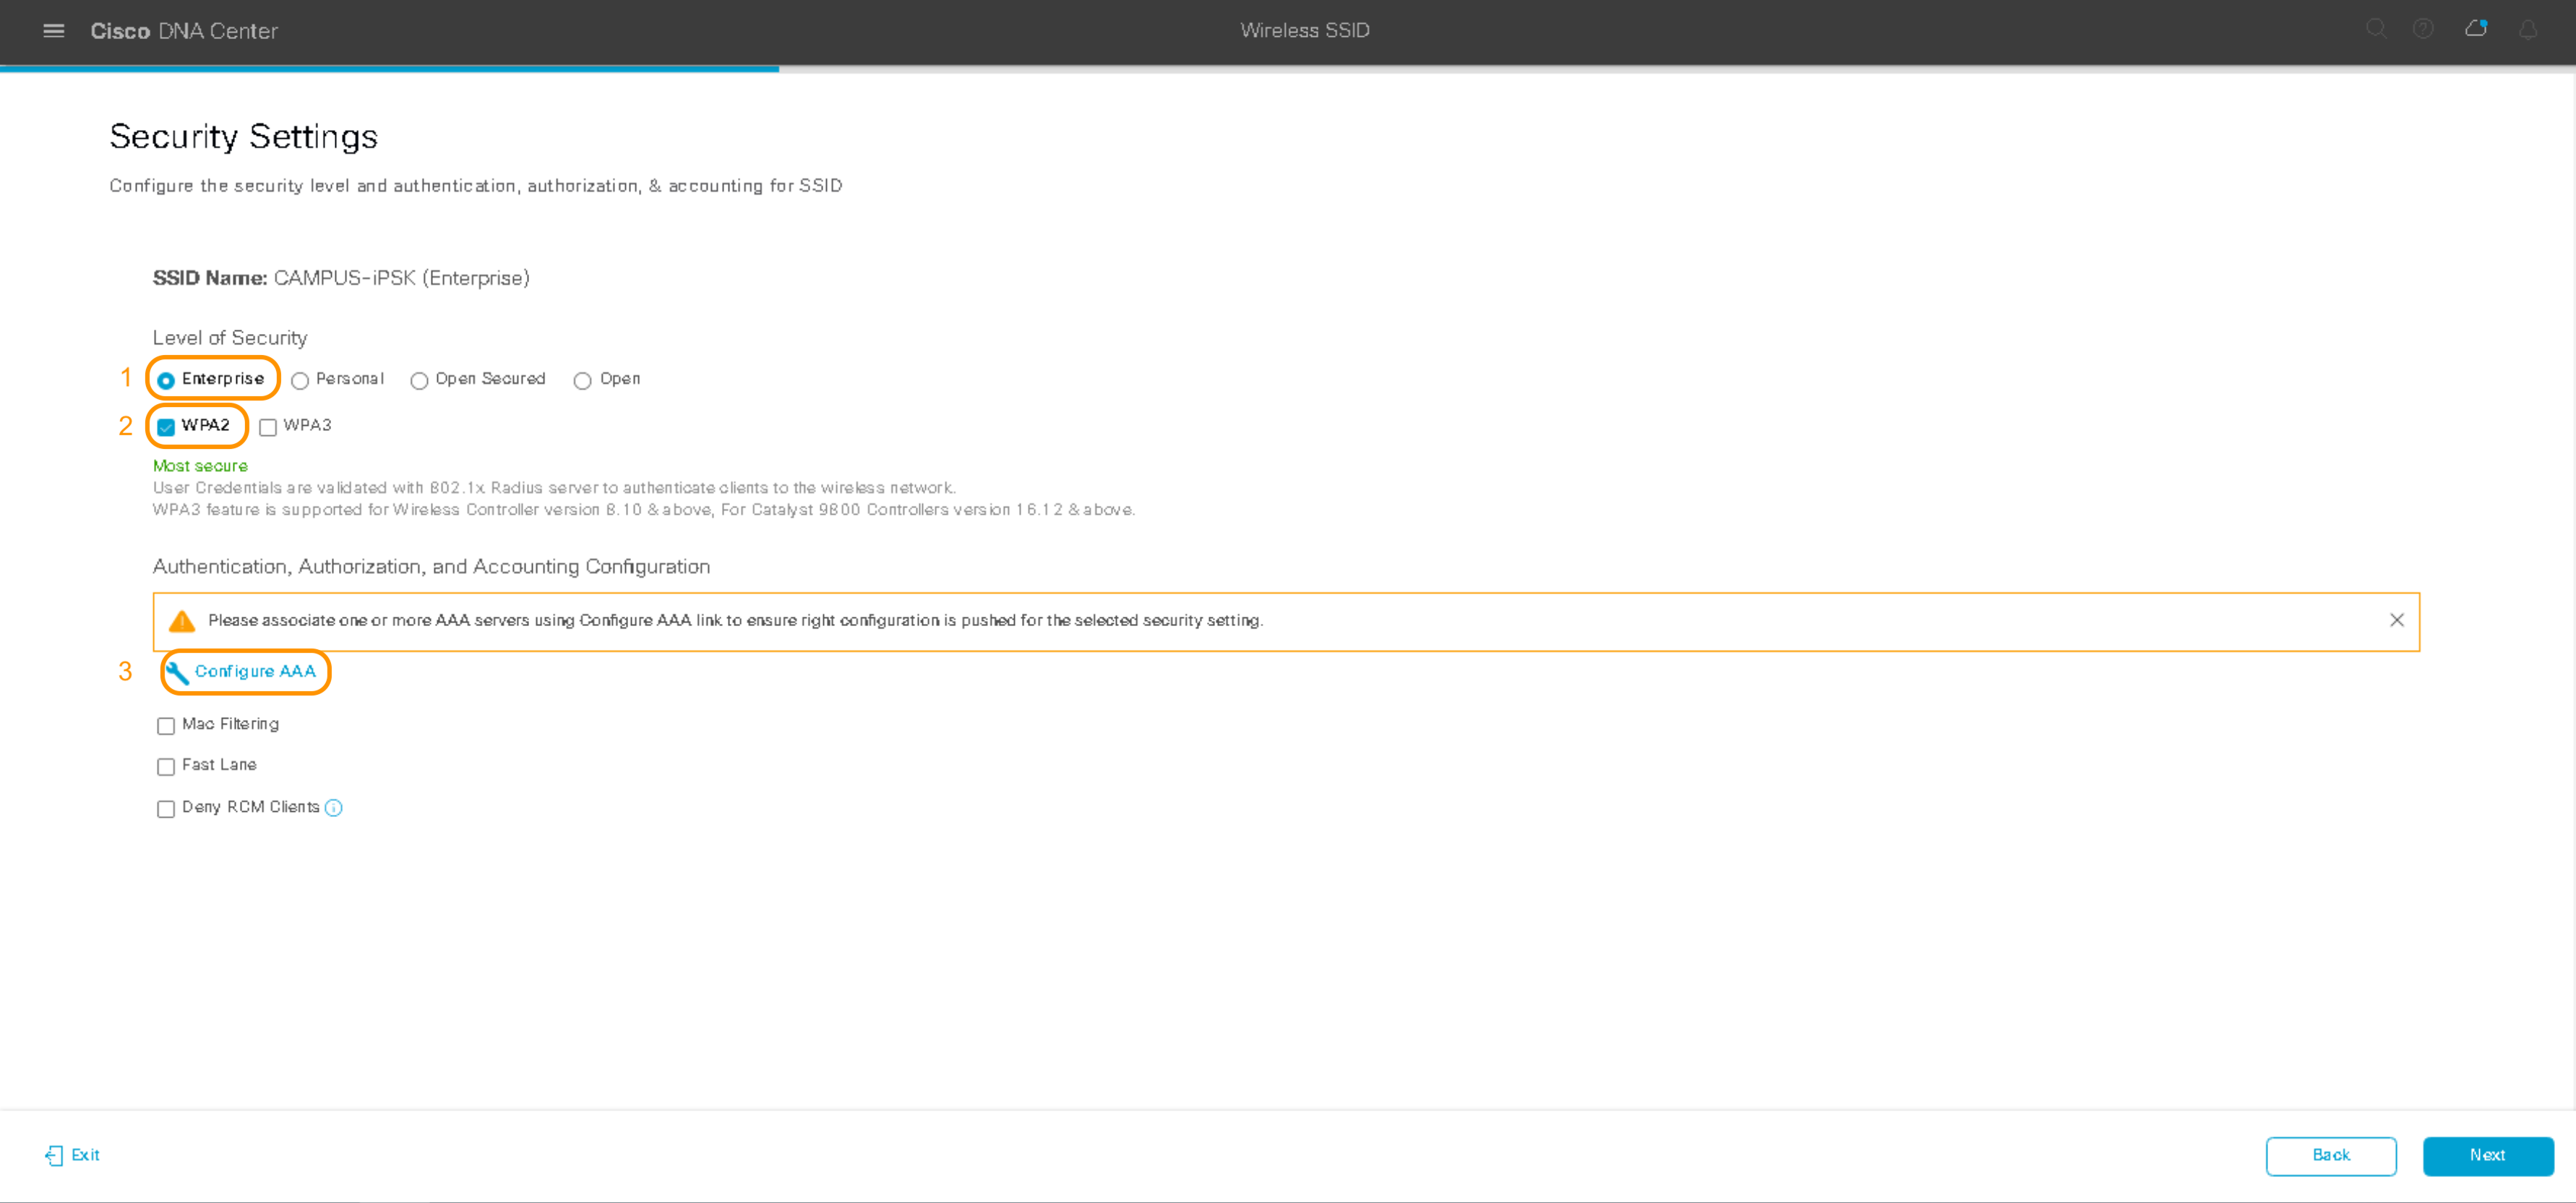 Cisco DNA Center
Wireless SSID
Security Settings
Configure the security level and authentication, authorization, & accounting for SSID
SSID Name: CAMPUS-iPSK (Enterprise)
Level of Security
1 Enterprise Personal Open Secured Open
2 WPA2 WPA3
Most secure
User Credentials are validated with 802.1x Radius server to authenticate clients to the wireless network.
WPA3 feature is supported for Wireless Controller version 8.10 & above, For Catalyst 9800 Controllers version 16.12 & above.
Authentication, Authorization, and Accounting Configuration
Please associate one or more AAA servers using Configure AAA link to ensure right configuration is pushed for the selected security setting.
3 Configure AAA
Mac Filtering
Fast Lane
Deny RCM Clients
Exit
Back
Next